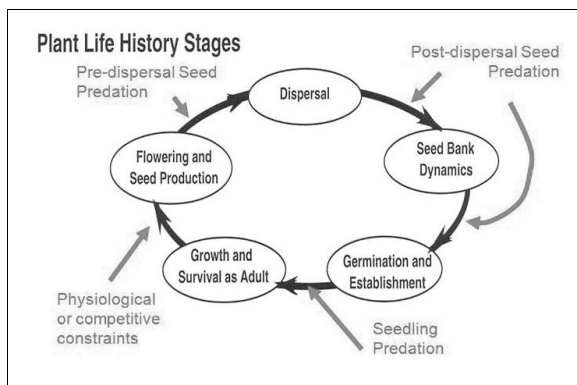 Plant Life History Stages
Pre-dispersal Seed
Predation
Post-dispersal Seed
Predation
Dispersal
Flowering and
Seed Production
Seed Bank
Dynamics
Growth and
Survival as Adult
Germination and
Establishment
Physiological
or competitive
constraints
Seedling
Predation